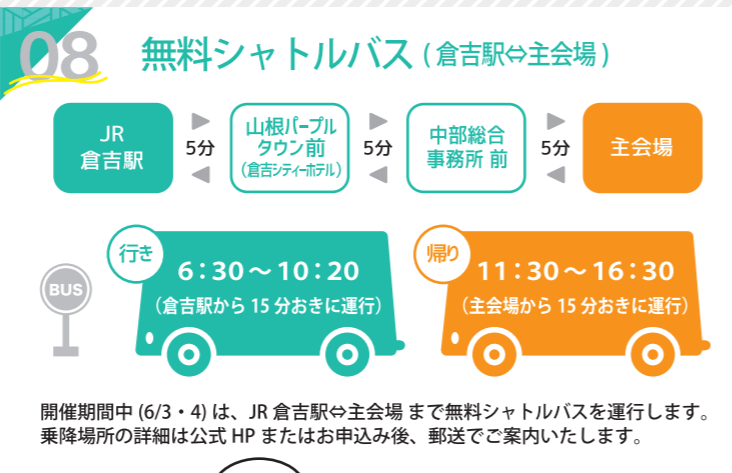 08
無料シャトルバス ( 倉吉駅⇔主会場 )
JR
倉吉駅
5分
山根パープル
タウン前
(倉吉シティーホテル)
5分
中部総合
事務所 前
5分
主会場
BUS
行き
6：30～10：20
（倉吉駅から 15 分おきに運行）
帰り
11：30～16：30
（主会場から 15 分おきに運行）
開催期間中 (6/3・4) は、JR 倉吉駅⇔主会場 まで無料シャトルバスを運行します。
乗降場所の詳細は公式 HP またはお申込み後、郵送でご案内いたします。